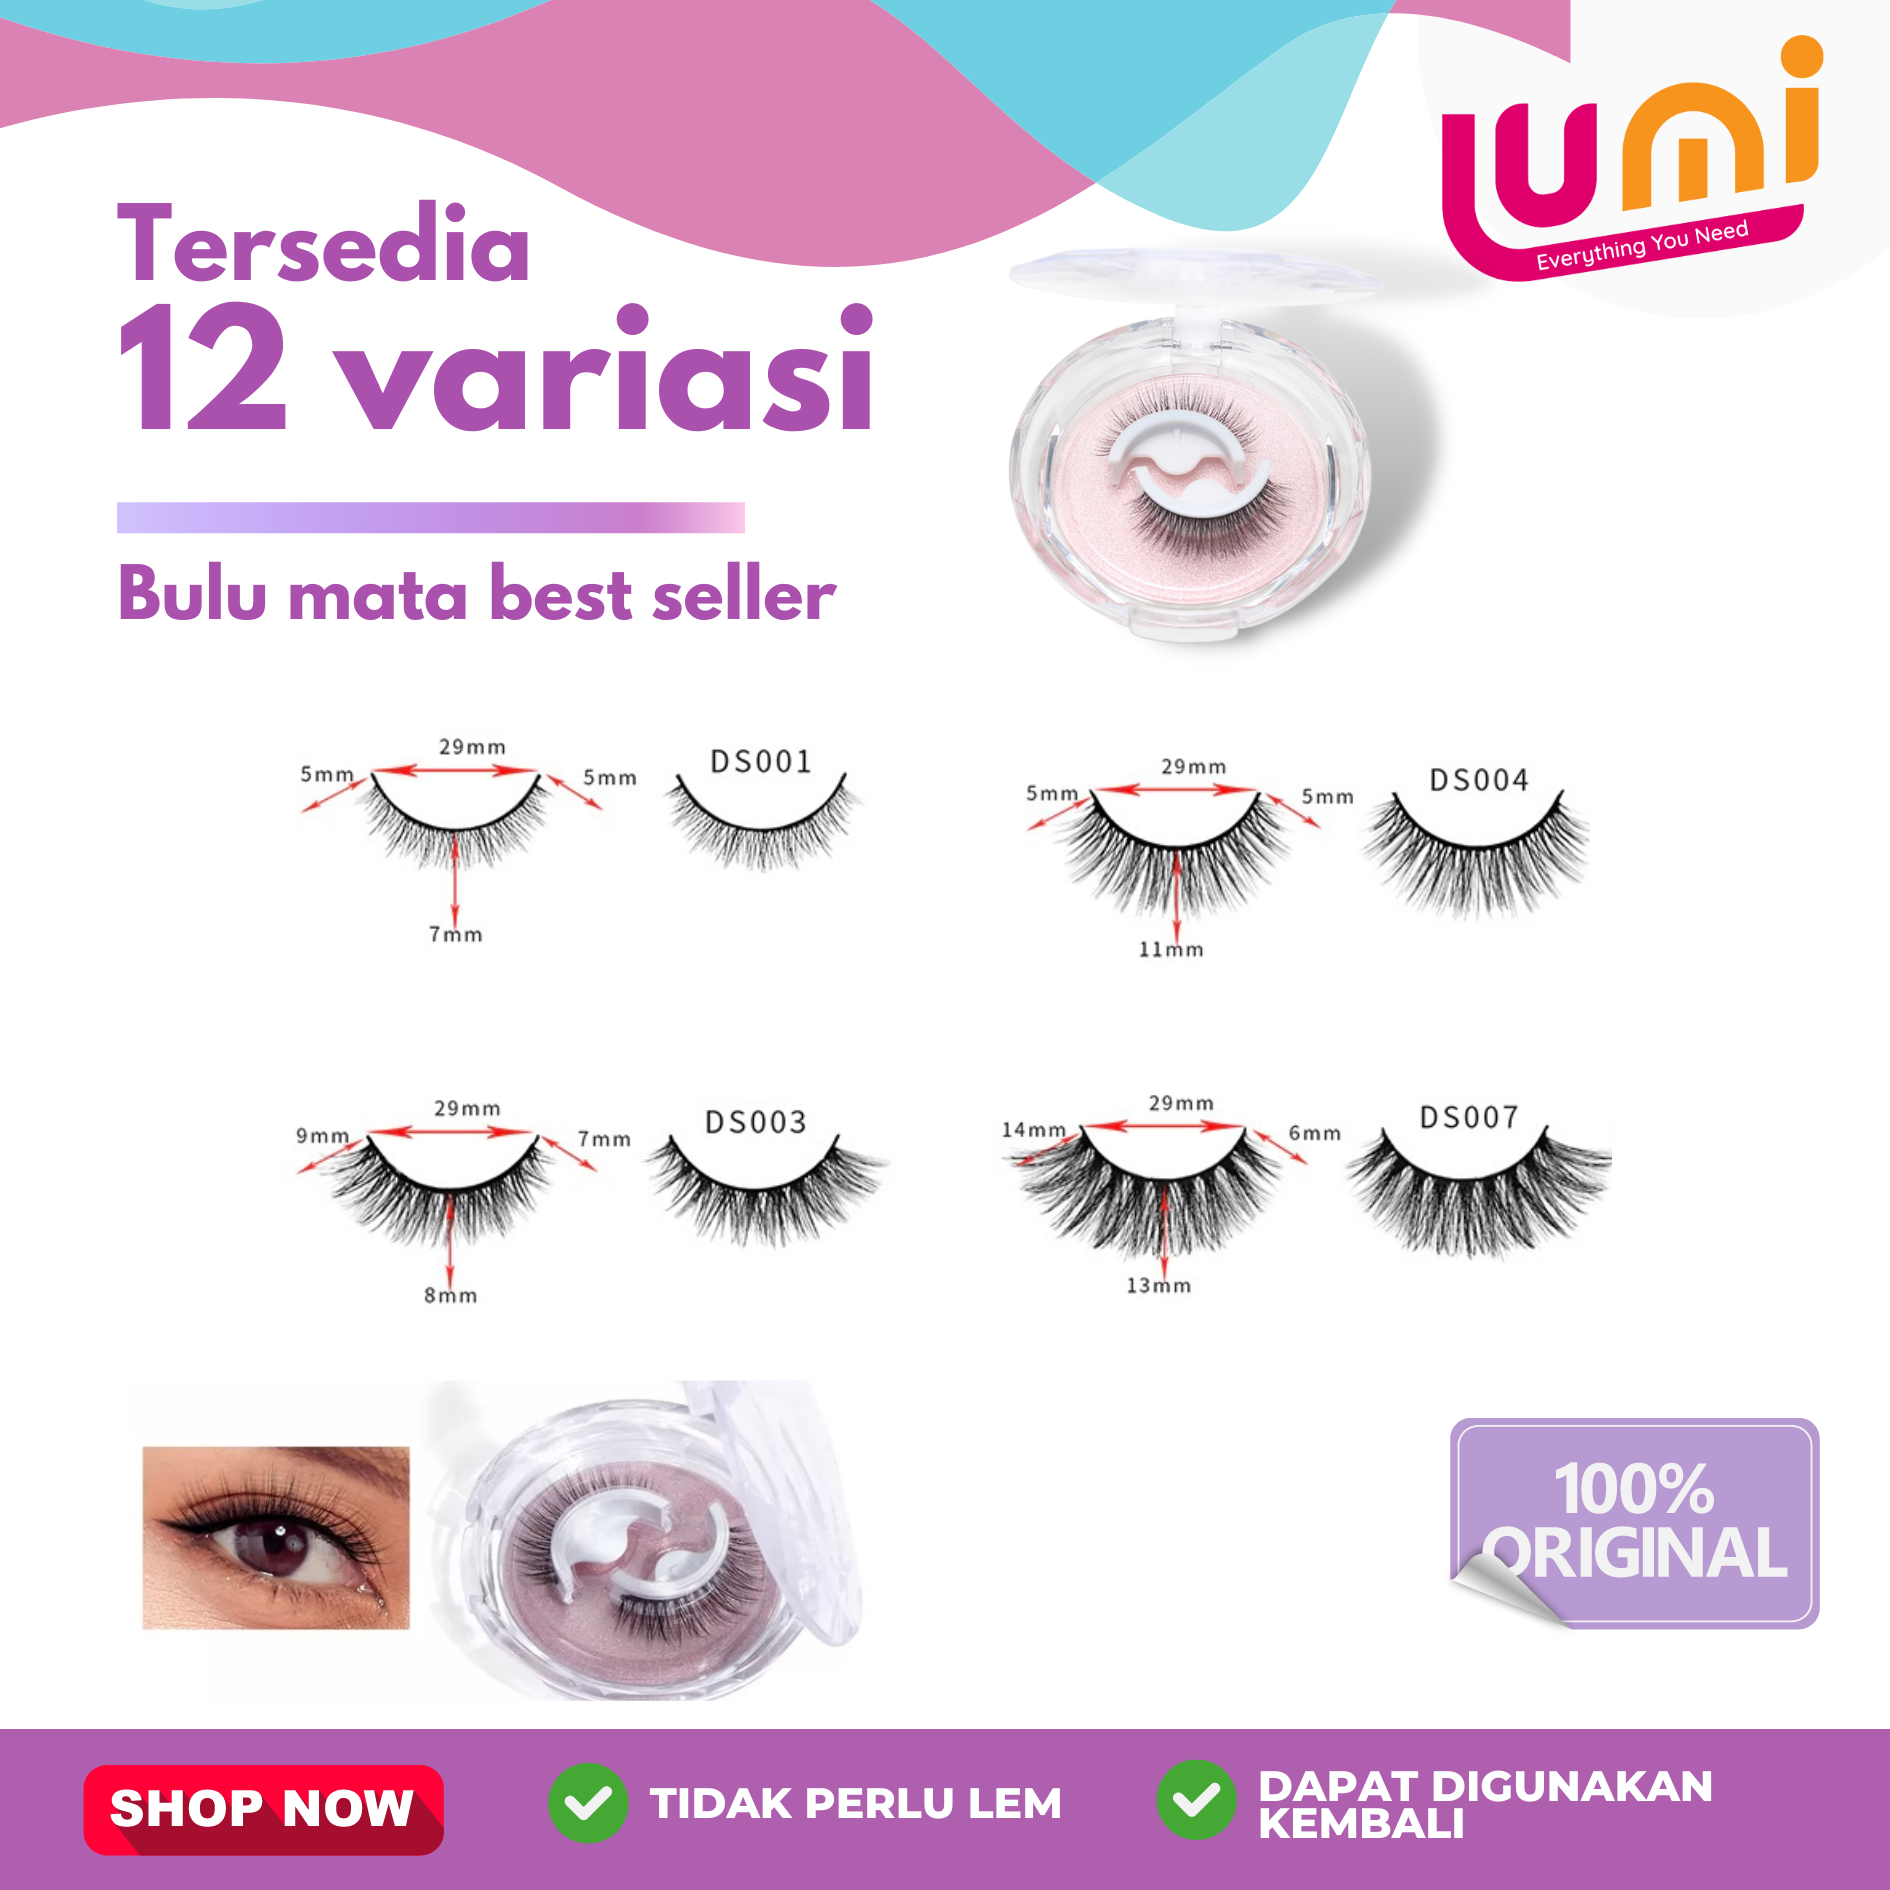 lumi
Everything You Need
Tersedia
12 variasi
Bulu mata best seller
29mm
5mm
5mm
DS001
7mm
29mm
5mm
5mm
DS004
11mm
29mm
9mm
7mm
DS003
8mm
29mm
14mm
6mm
DS007
13mm
100%
ORIGINAL
SHOP NOW
TIDAK PERLU LEM
DAPAT DIGUNAKAN
KEMBALI